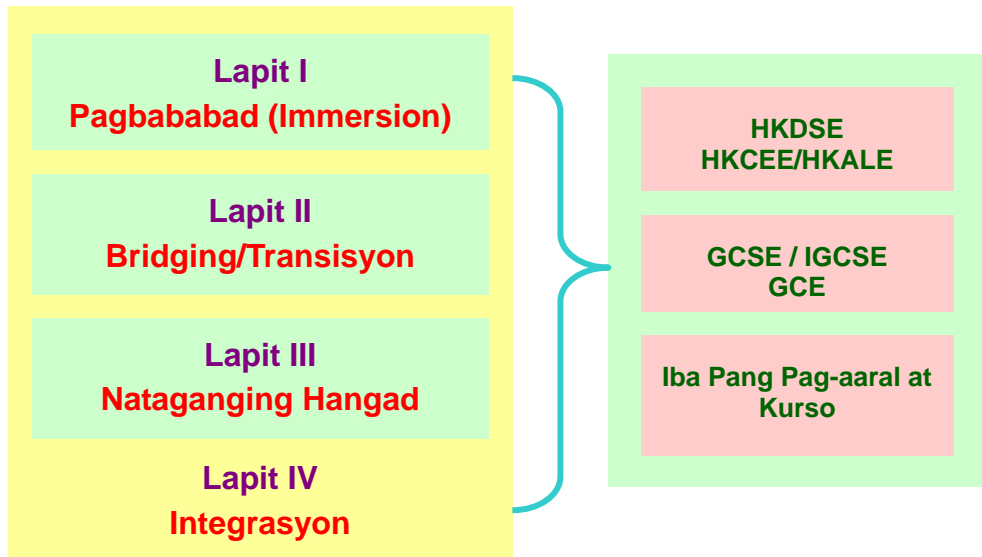 Lapit I
Pagbababad (Immersion)
Lapit II
Bridging/Transisyon
Lapit III
Nataganging Hangad
Lapit IV
Integrasyon
HKDSE
HKCEE/HKALE
GCSE / IGCSE
GCE
Iba Pang Pag-aaral at
Kurso